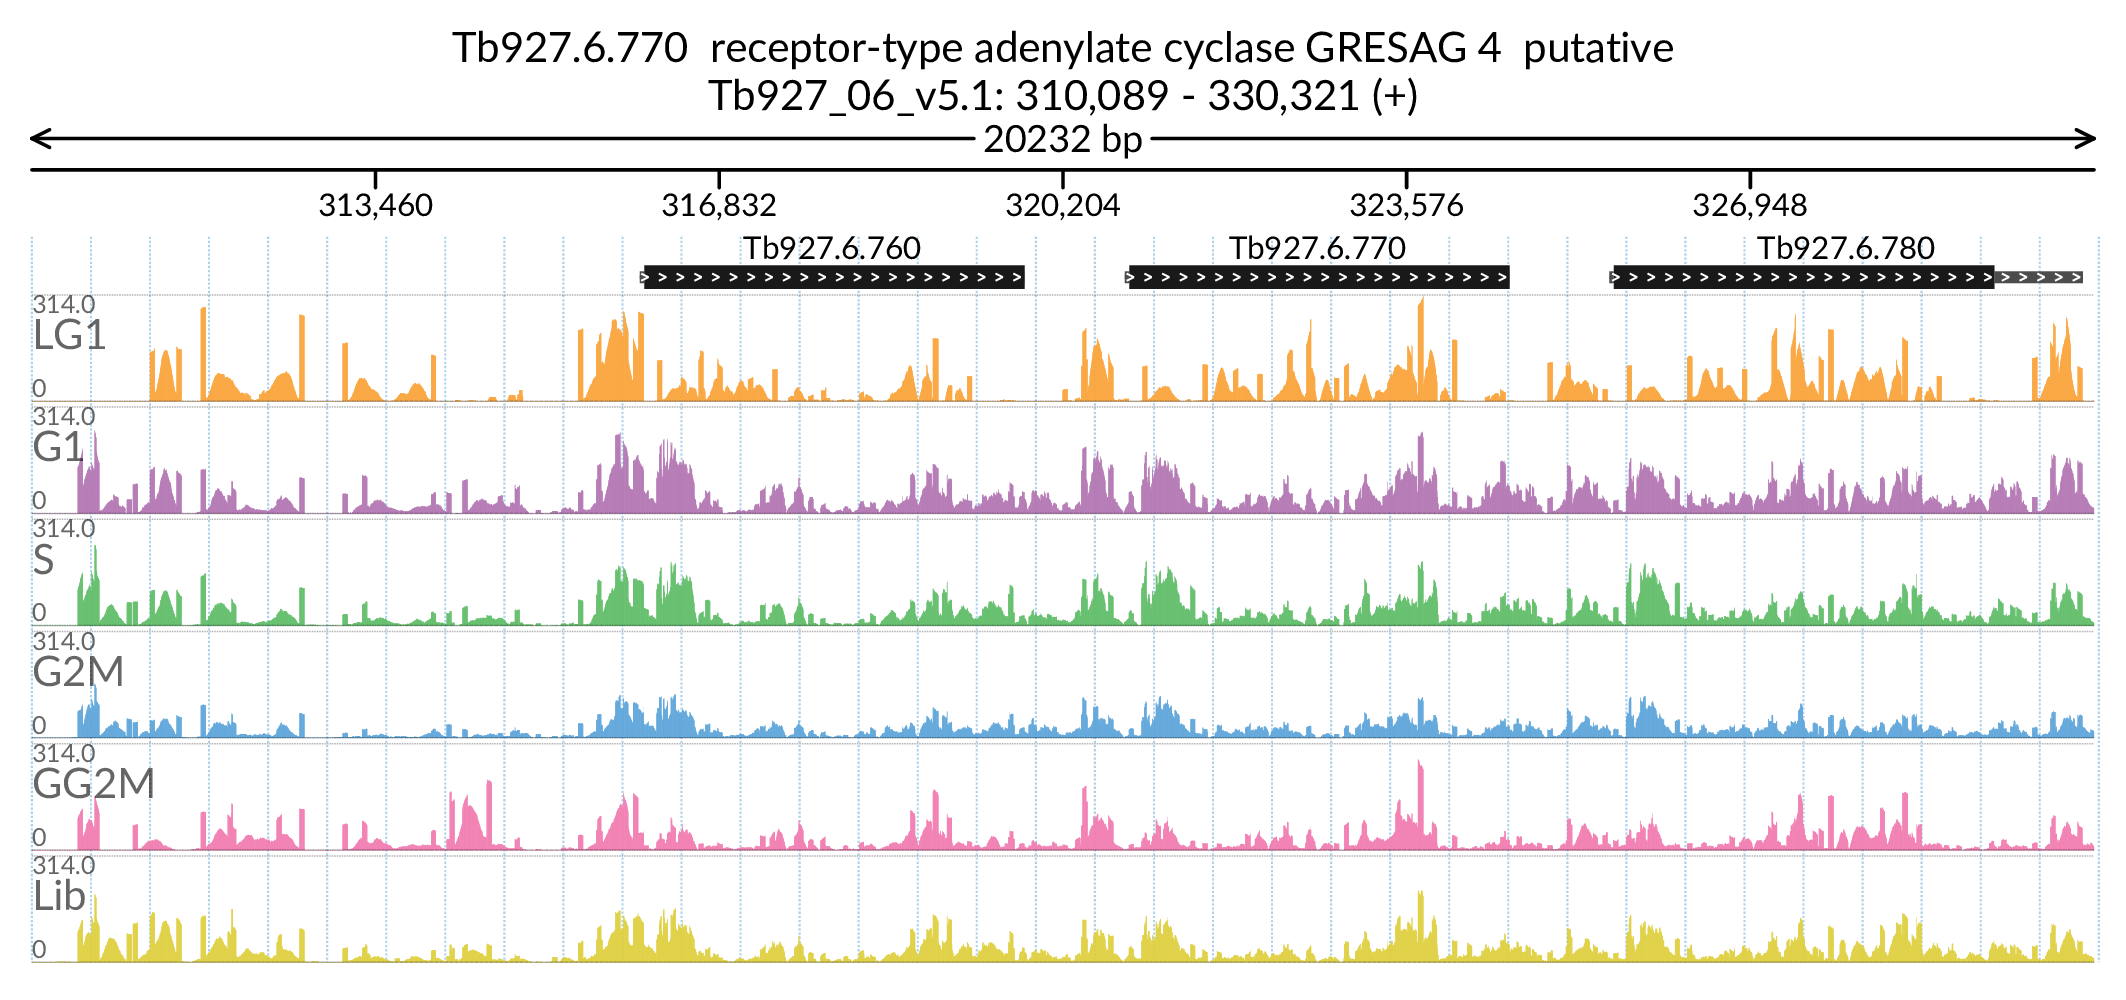 Tb927.6.770  receptor-type adenylate cyclase GRESAG 4  putative
Tb927_06_v5.1: 310,089 - 330,321 (+)
20232 bp
313,460 316,832 320,204 323,576 326,948
Tb927.6.760 Tb927.6.770 Tb927.6.780
314.0
LG1
0
314.0
G1
0
314.0
S
0
314.0
G2M
0
314.0
GG2M
0
314.0
Lib
0